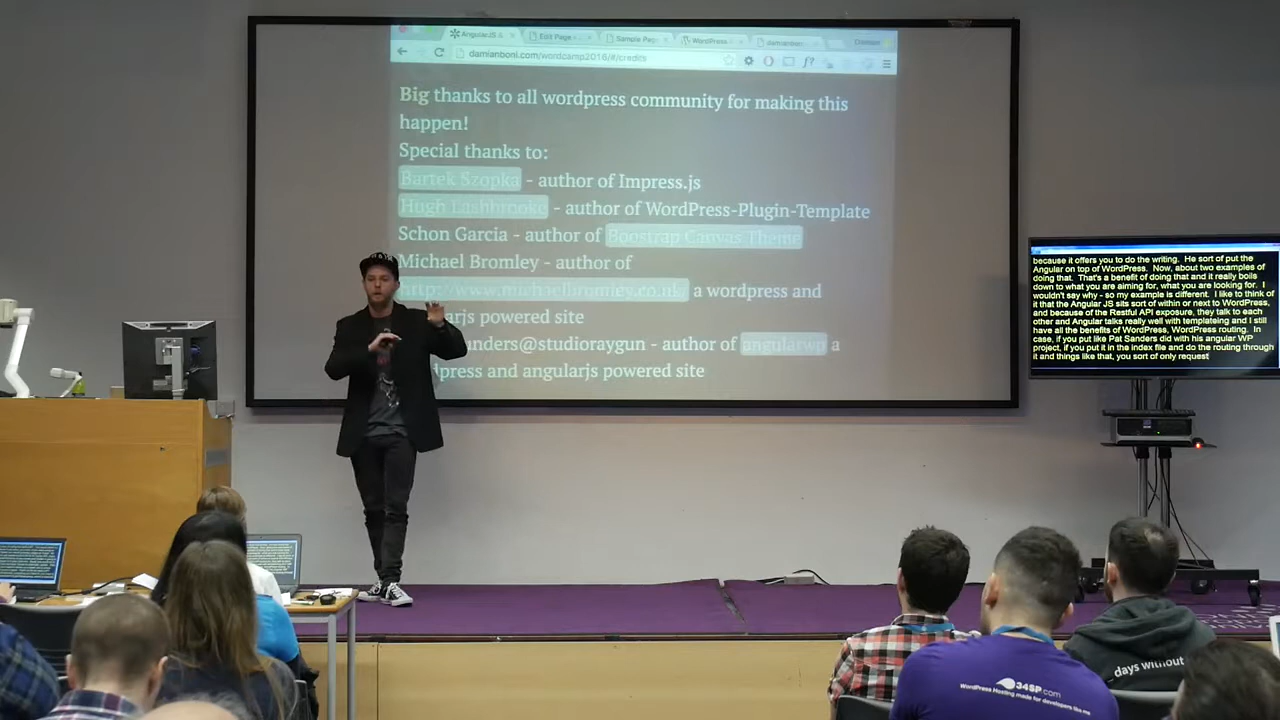 AngularJS &
Edit Page
Sample Page
WordPress
damianbon
damianboni.com/wordcamp2016/#/credits
Big thanks to all wordpress community for making this
happen!
Special thanks to:
Bartek Szopka - author of Impress.js
Hugh Lashbrooke - author of WordPress-Plugin-Template
Schon Garcia - author of Boostrap Canvas Theme
Michael Bromley - author of
http://www.michaelbromley.co.uk/ a wordpress and
arjs powered site
unders@studioraygun - author of angularwp a
dpress and angularjs powered site
because it offers you to do the writing. He sort of put the
Angular on top of WordPress. Now, about two examples of
doing that. That's a benefit of doing that and it really boils
down to what you are aiming for, what you are looking for. I
wouldn't say why - so my example is different. I like to think of
it that the Angular JS sits sort of within or next to WordPress,
and because of the Restful API exposure, they talk to each
other and Angular talks really well with templateing and I still
have all the benefits of WordPress, WordPress routing. In
case, if you put like Pat Sanders did with his angular WP
project, if you put it in the index file and do the routing through
it and things like that, you sort of only request
days without
34SP.com
WordPress Hosting made for developers like me